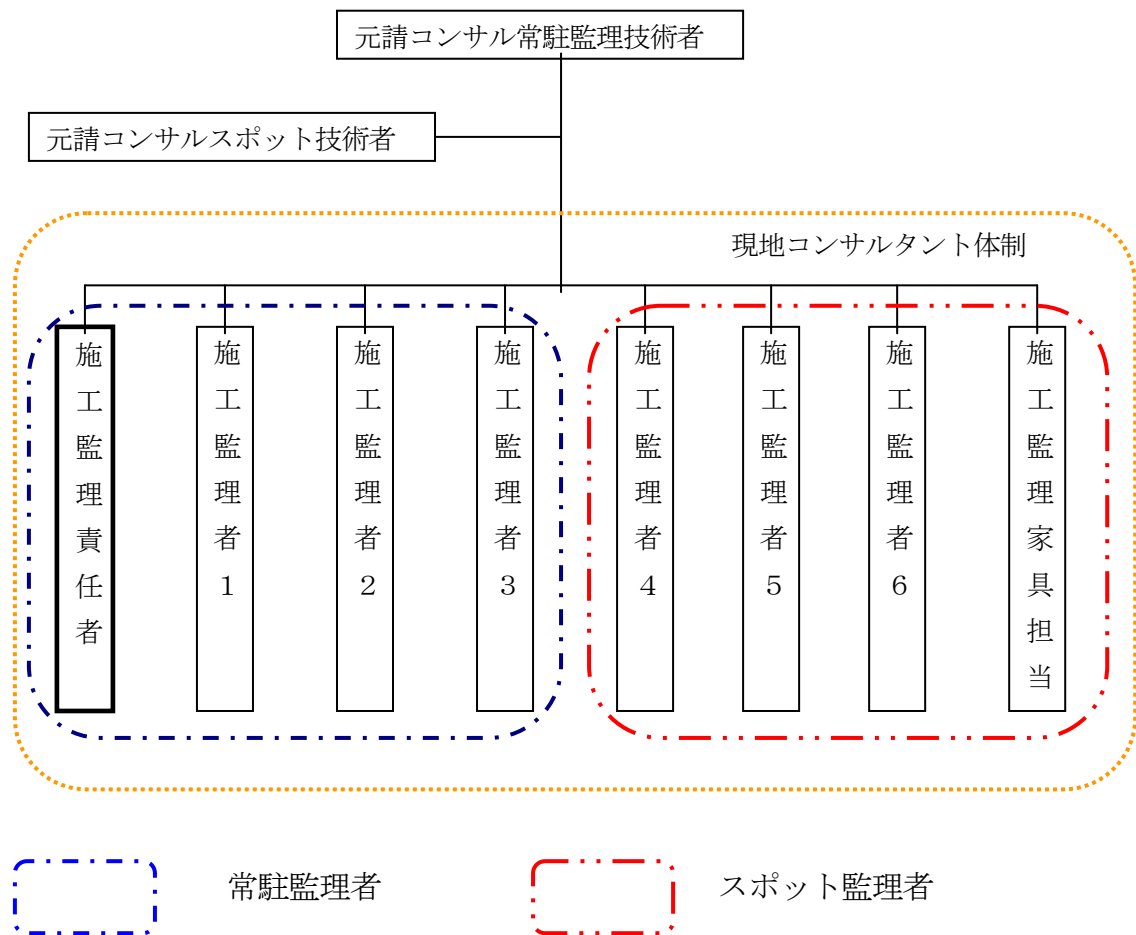 元請コンサル常駐監理技術者
元請コンサルスポット技術者
現地コンサルタント体制
施工監理責任者
施工監理者１
施工監理者２
施工監理者３
施工監理者４
施工監理者５
施工監理者６
施工監理家具担当
常駐監理者
スポット監理者